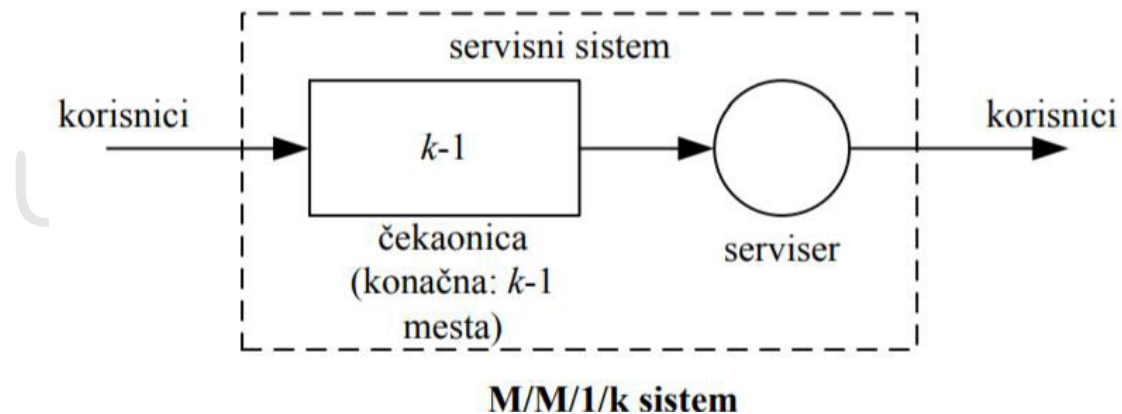 servisni sistem
korisnici
k-1
korisnici
čekaonica
(konačna: k-1
mesta)
serviser
M/M/1/k sistem